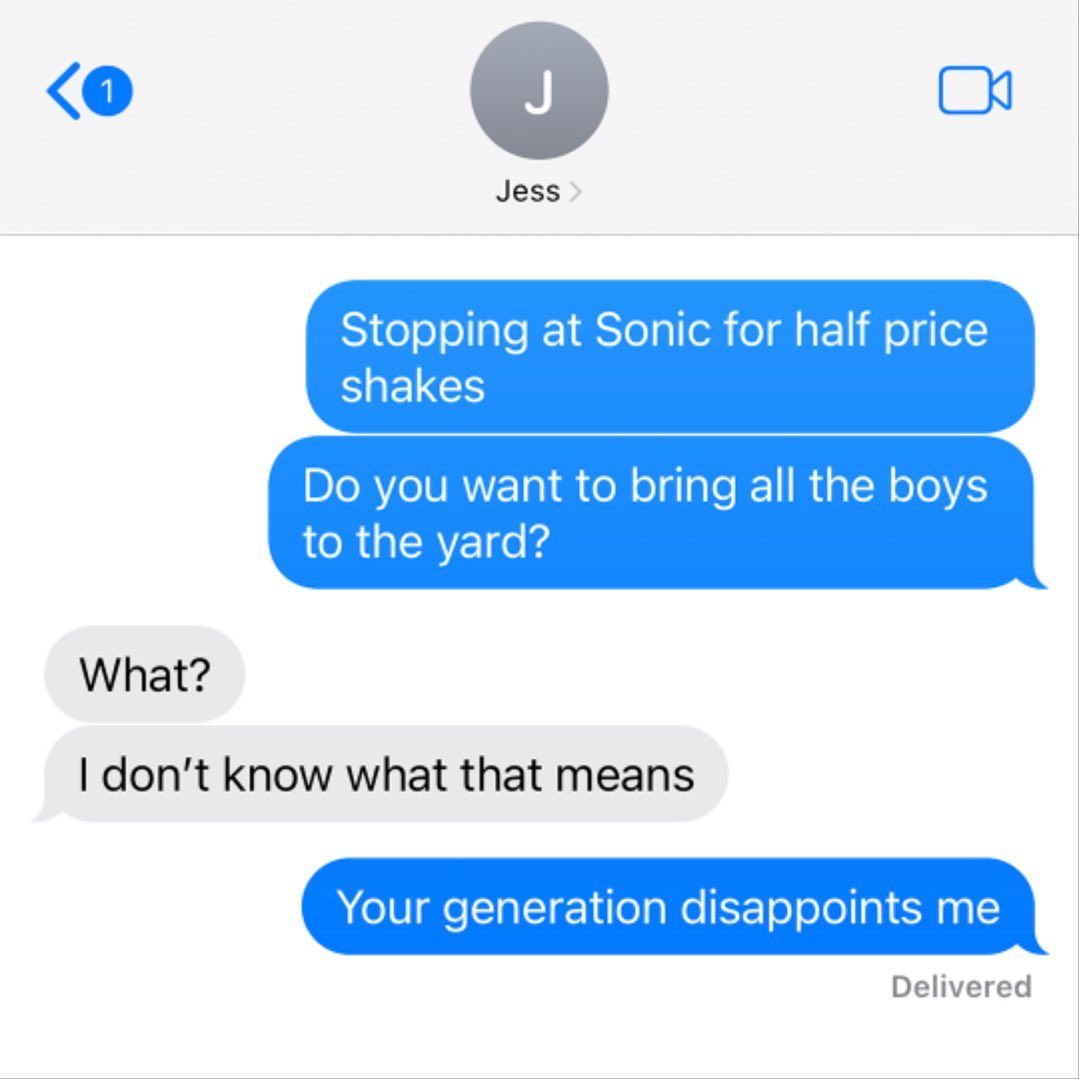 1
J
Jess
Stopping at Sonic for half price
shakes
Do you want to bring all the boys
to the yard?
What?
I don’t know what that means
Your generation disappoints me
Delivered